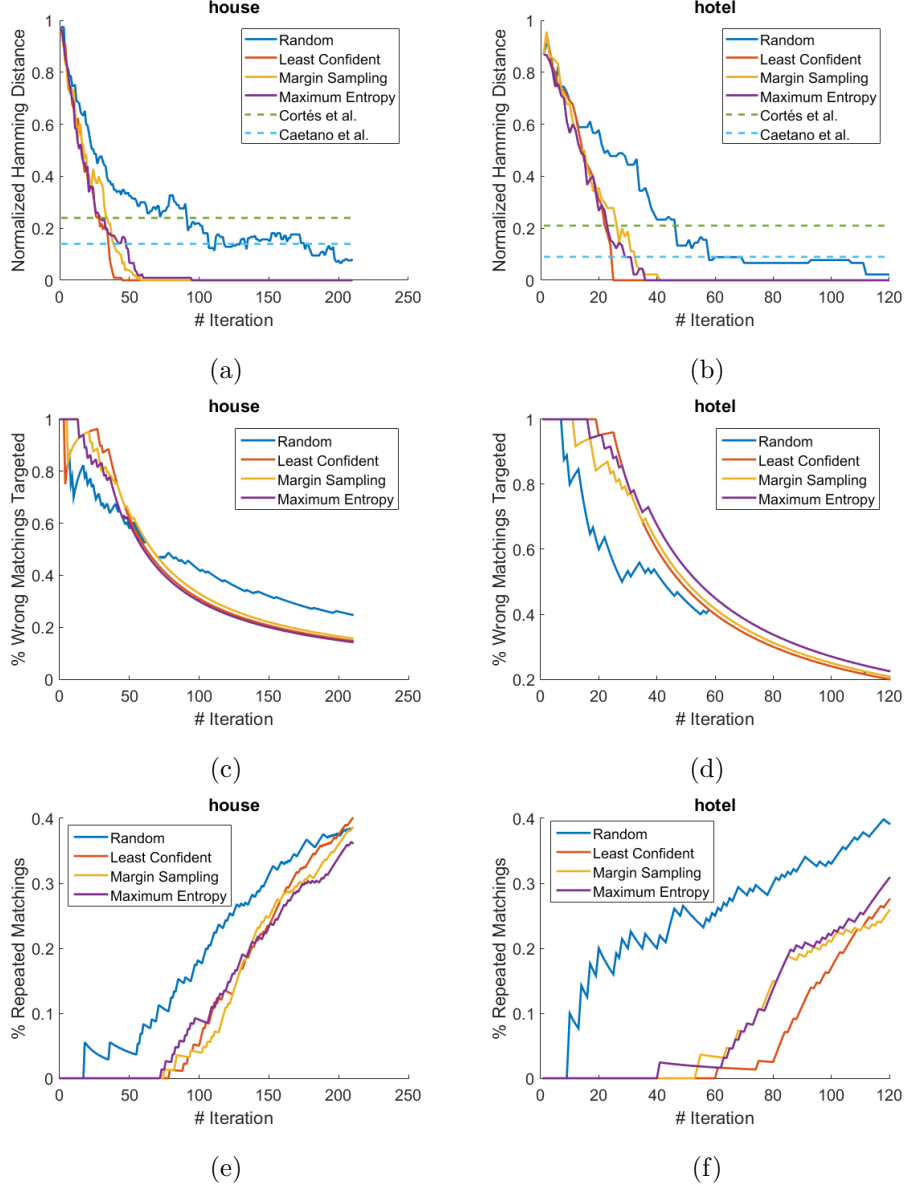 house
Normalized Hamming Distance
1
0.8
0.6
0.4
0.2
0
0 50 100 150 200 250
# Iteration
Random
Least Confident
Margin Sampling
Maximum Entropy
Cortés et al.
Caetano et al.
(a)
hotel
Normalized Hamming Distance
1
0.8
0.6
0.4
0.2
0
0 20 40 60 80 100 120
# Iteration
Random
Least Confident
Margin Sampling
Maximum Entropy
Cortés et al.
Caetano et al.
(b)
house
% Wrong Matchings Targeted
1
0.8
0.6
0.4
0.2
0
0 50 100 150 200 250
# Iteration
Random
Least Confident
Margin Sampling
Maximum Entropy
(c)
hotel
% Wrong Matchings Targeted
1
0.8
0.6
0.4
0.2
0 20 40 60 80 100 120
# Iteration
Random
Least Confident
Margin Sampling
Maximum Entropy
(d)
house
% Repeated Matchings
0.4
0.3
0.2
0.1
0
0 50 100 150 200 250
# Iteration
Random
Least Confident
Margin Sampling
Maximum Entropy
(e)
hotel
% Repeated Matchings
0.4
0.3
0.2
0.1
0
0 20 40 60 80 100 120
# Iteration
Random
Least Confident
Margin Sampling
Maximum Entropy
(f)